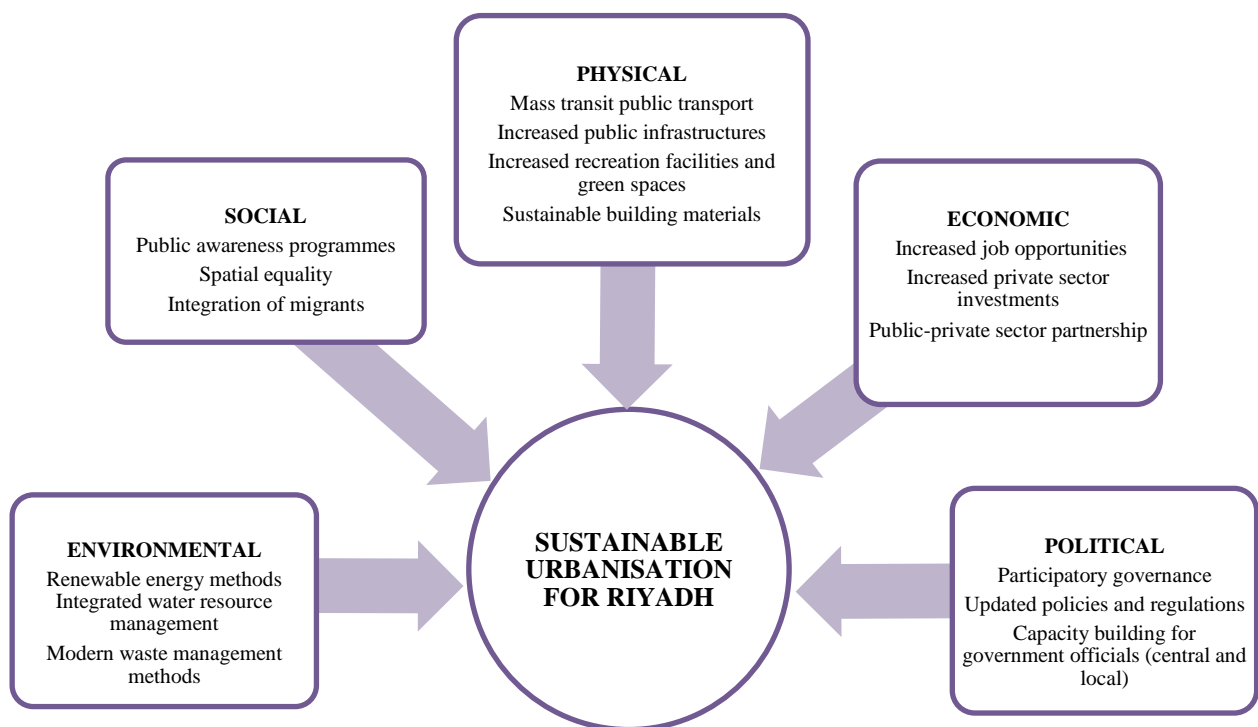 PHYSICAL
Mass transit public transport
Increased public infrastructures
Increased recreation facilities and
green spaces
Sustainable building materials
SOCIAL
Public awareness programmes
Spatial equality
Integration of migrants
ECONOMIC
Increased job opportunities
Increased private sector
investments
Public-private sector partnership
ENVIRONMENTAL
Renewable energy methods
Integrated water resource
management
Modern waste management
methods
SUSTAINABLE
URBANISATION
FOR RIYADH
POLITICAL
Participatory governance
Updated policies and regulations
Capacity building for
government officials (central and
local)